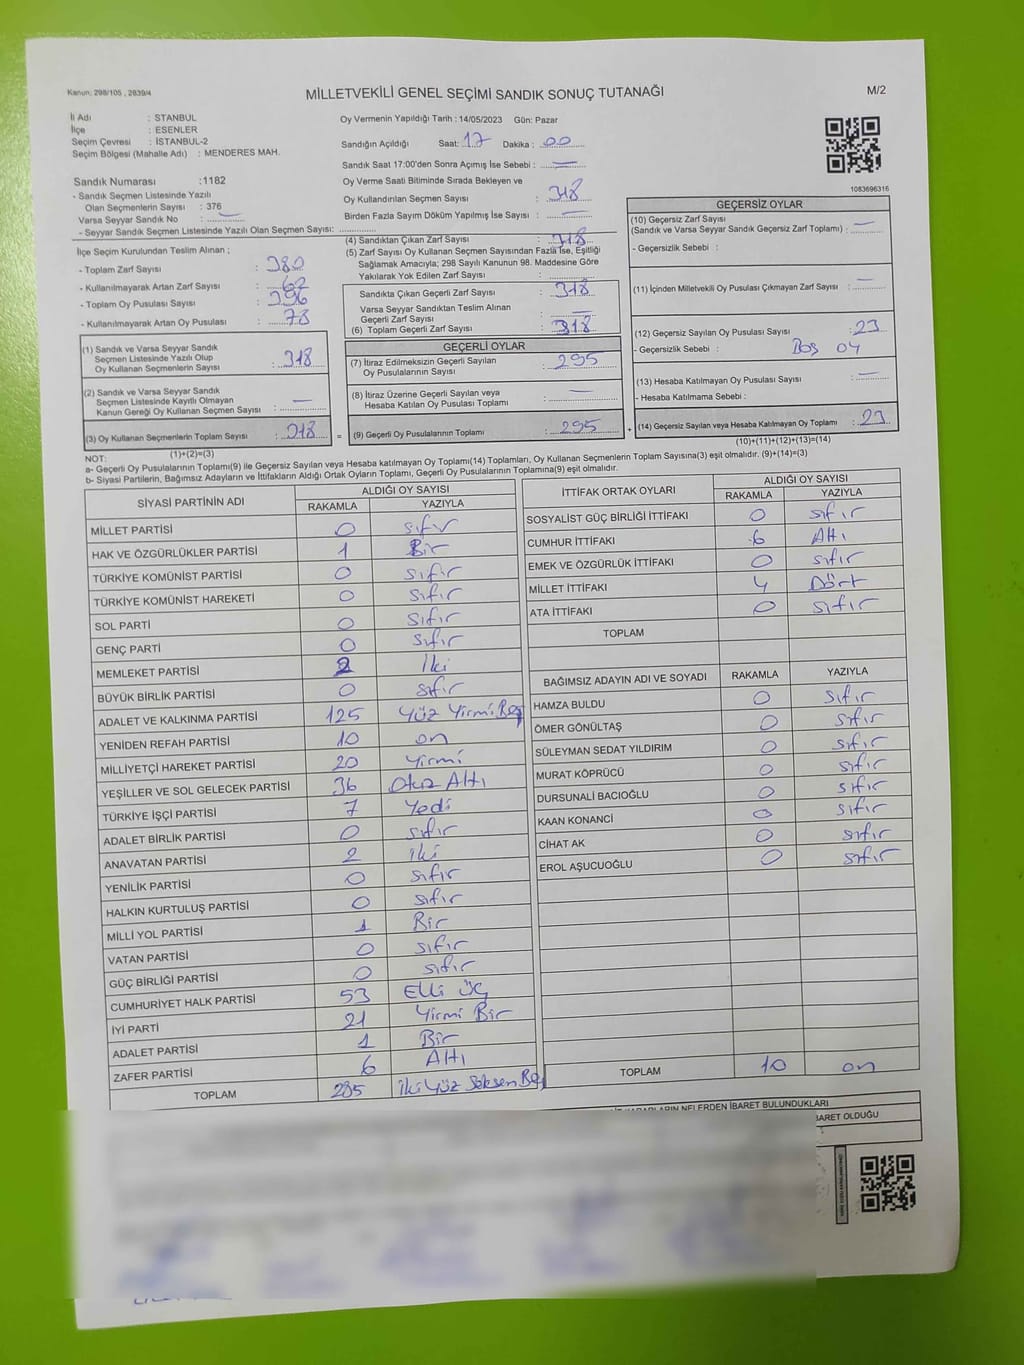 Kanun, 298/105 , 2839/4
MİLLETVEKİLİ GENEL SEÇİMİ SANDIK SONUÇ TUTANAĞI
M/2
İl Adı : STANBUL
İlçe : ESENLER
Seçim Çevresi : İSTANBUL-2
Seçim Bölgesi (Mahalle Adı) : MENDERES MAH.
Sandık Numarası :1182
- Sandık Seçmen Listesinde Yazılı
Olan Seçmenlerin Sayısı : 376
Varsa Seyyar Sandık No : —
- Seyyar Sandık Seçmen Listesinde Yazılı Olan Seçmen Sayısı:
Oy Vermenin Yapıldığı Tarih : 14/05/2023 Gün: Pazar
Sandığın Açıldığı Saat: 17 Dakika : 00
Sandık Saat 17:00'den Sonra Açımış İse Sebebi : —
Oy Verme Saati Bitiminde Sırada Bekleyen ve
Oy Kullandırılan Seçmen Sayısı : 318
Birden Fazla Sayım Döküm Yapılmış İse Sayısı : —
1083696316
İlçe Seçim Kurulundan Teslim Alınan ;
- Toplam Zarf Sayısı : 380
- Kullanılmayarak Artan Zarf Sayısı : 62
- Toplam Oy Pusulası Sayısı : 396
- Kullanılmayarak Artan Oy Pusulası : 78
(1) Sandık ve Varsa Seyyar Sandık
Seçmen Listesinde Yazılı Olup
Oy Kullanan Seçmenlerin Sayısı : 318
(2) Sandık ve Varsa Seyyar Sandık
Seçmen Listesinde Kayıtlı Olmayan
Kanun Gereği Oy Kullanan Seçmen Sayısı : —
(3) Oy Kullanan Seçmenlerin Toplam Sayısı : 318
(1)+(2)=(3)
(4) Sandıktan Çıkan Zarf Sayısı : 318
(5) Zarf Sayısı Oy Kullanan Seçmen Sayısından Fazla İse, Eşitliği
Sağlamak Amacıyla; 298 Sayılı Kanunun 98. Maddesine Göre
Yakılarak Yok Edilen Zarf Sayısı :
Sandıkta Çıkan Geçerli Zarf Sayısı : 318
Varsa Seyyar Sandıktan Teslim Alınan
Geçerli Zarf Sayısı : —
(6) Toplam Geçerli Zarf Sayısı : 318
GEÇERLİ OYLAR
(7) İtiraz Edilmeksizin Geçerli Sayılan
Oy Pusulalarının Sayısı : 295
(8) İtiraz Üzerine Geçerli Sayılan veya
Hesaba Katılan Oy Pusulası Toplamı : —
= (9) Geçerli Oy Pusulalarının Toplamı : 295
GEÇERSİZ OYLAR
(10) Geçersiz Zarf Sayısı
(Sandık ve Varsa Seyyar Sandık Geçersiz Zarf Toplamı) : —
- Geçersizlik Sebebi :
(11) İçinden Milletvekili Oy Pusulası Çıkmayan Zarf Sayısı : —
(12) Geçersiz Sayılan Oy Pusulası Sayısı : 23
- Geçersizlik Sebebi : Boş oy
(13) Hesaba Katılmayan Oy Pusulası Sayısı : —
- Hesaba Katılmama Sebebi :
+ (14) Geçersiz Sayılan veya Hesaba Katılmayan Oy Toplamı : 23
(10)+(11)+(12)+(13)=(14)
NOT:
a- Geçerli Oy Pusulalarının Toplamı(9) ile Geçersiz Sayılan veya Hesaba katılmayan Oy Toplamı(14) Toplamları, Oy Kullanan Seçmenlerin Toplam Sayısına(3) eşit olmalıdır. (9)+(14)=(3)
b- Siyasi Partilerin, Bağımsız Adayların ve İttifakların Aldığı Ortak Oyların Toplamı, Geçerli Oy Pusulalarının Toplamına(9) eşit olmalıdır.
SİYASİ PARTİNİN ADI ALDIĞI OY SAYISI
RAKAMLA YAZIYLA
MİLLET PARTİSİ 0 sıfır
HAK VE ÖZGÜRLÜKLER PARTİSİ 1 Bir
TÜRKİYE KOMÜNİST PARTİSİ 0 sıfır
TÜRKİYE KOMÜNİST HAREKETİ 0 sıfır
SOL PARTİ 0 sıfır
GENÇ PARTİ 0 sıfır
MEMLEKET PARTİSİ 2 İki
BÜYÜK BİRLİK PARTİSİ 0 sıfır
ADALET VE KALKINMA PARTİSİ 125 Yüz Yirmi Beş
YENİDEN REFAH PARTİSİ 10 on
MİLLİYETÇİ HAREKET PARTİSİ 20 Yirmi
YEŞİLLER VE SOL GELECEK PARTİSİ 36 Otuz Altı
TÜRKİYE İŞÇİ PARTİSİ 7 Yedi
ADALET BİRLİK PARTİSİ 0 sıfır
ANAVATAN PARTİSİ 2 iki
YENİLİK PARTİSİ 0 sıfır
HALKIN KURTULUŞ PARTİSİ 0 sıfır
MİLLİ YOL PARTİSİ 1 Bir
VATAN PARTİSİ 0 sıfır
GÜÇ BİRLİĞİ PARTİSİ 0 sıfır
CUMHURİYET HALK PARTİSİ 53 Elli Üç
İYİ PARTİ 21 Yirmi Bir
ADALET PARTİSİ 1 Bir
ZAFER PARTİSİ 6 Altı
TOPLAM 285 İki Yüz Seksen Beş
İTTİFAK ORTAK OYLARI ALDIĞI OY SAYISI
RAKAMLA YAZIYLA
SOSYALİST GÜÇ BİRLİĞİ İTTİFAKI 0 sıfır
CUMHUR İTTİFAKI 6 Altı
EMEK VE ÖZGÜRLÜK İTTİFAKI 0 sıfır
MİLLET İTTİFAKI 4 Dört
ATA İTTİFAKI 0 sıfır
TOPLAM
BAĞIMSIZ ADAYIN ADI VE SOYADI RAKAMLA YAZIYLA
HAMZA BULDU 0 sıfır
ÖMER GÖNÜLTAŞ 0 sıfır
SÜLEYMAN SEDAT YILDIRIM 0 sıfır
MURAT KÖPRÜCÜ 0 sıfır
DURSUNALİ BACIOĞLU 0 sıfır
KAAN KONANCİ 0 sıfır
CİHAT AK 0 sıfır
EROL AŞUCUOĞLU 0 sıfır
TOPLAM 10 on
NELERDEN İBARET BULUNDUKLARI
İBARET OLDUĞU